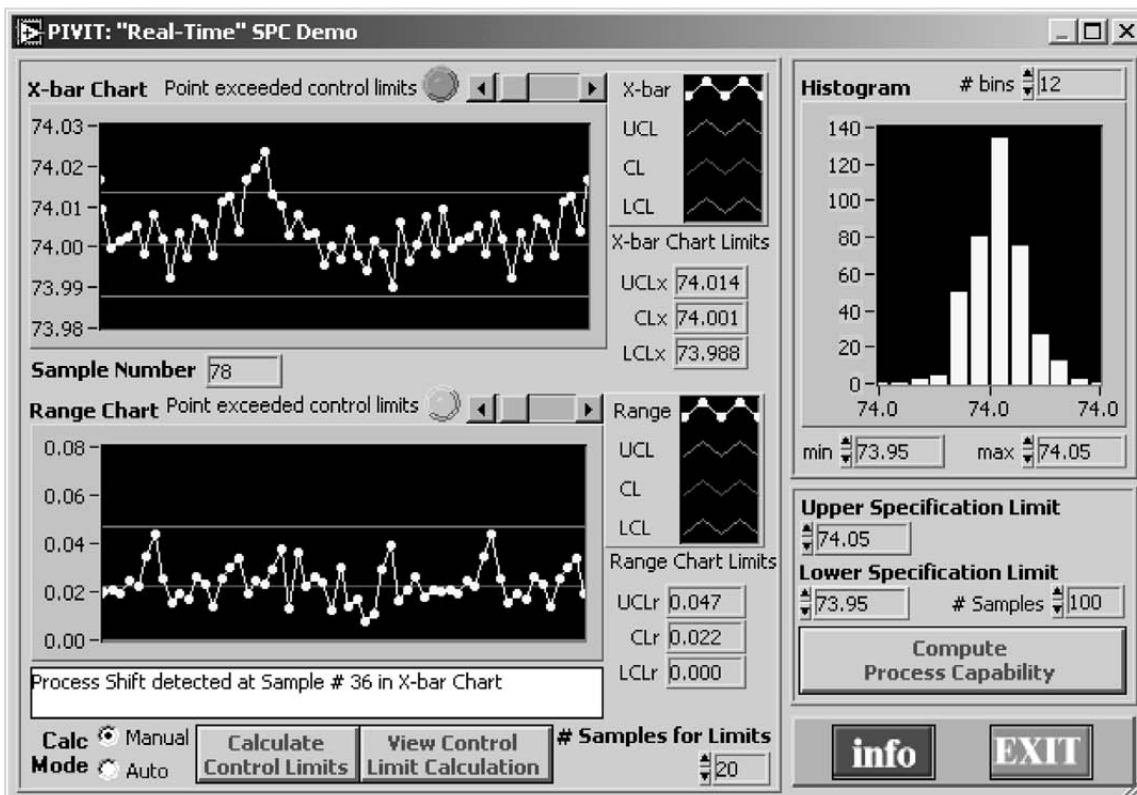 PIVIT: "Real-Time" SPC Demo
X-bar Chart
Point exceeded control limits
74.03
74.02
74.01
74.00
73.99
73.98
X-bar
UCL
CL
LCL
X-bar Chart Limits
UCLx 74.014
CLx 74.001
LCLx 73.988
Sample Number 78
Range Chart
Point exceeded control limits
0.08
0.06
0.04
0.02
0.00
Range
UCL
CL
LCL
Range Chart Limits
UCLr 0.047
CLr 0.022
LCLr 0.000
Process Shift detected at Sample # 36 in X-bar Chart
Calc
Mode
Manual
Auto
Calculate
Control Limits
View Control
Limit Calculation
# Samples for Limits
20
Histogram
# bins 12
140
120
100
80
60
40
20
0
74.0 74.0 74.0
min 73.95 max 74.05
Upper Specification Limit
74.05
Lower Specification Limit
73.95 # Samples 100
Compute
Process Capability
info
EXIT